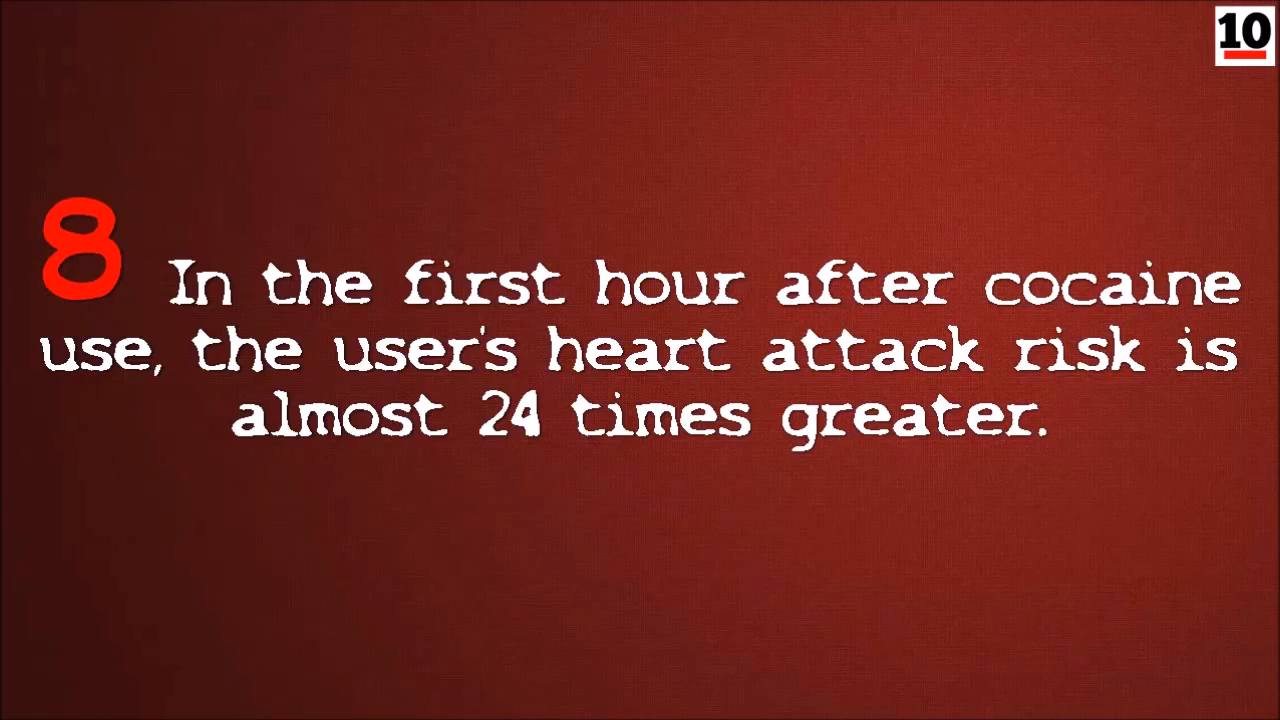 10
8 In the first hour after cocaine
use, the user's heart attack risk is
almost 24 times greater.